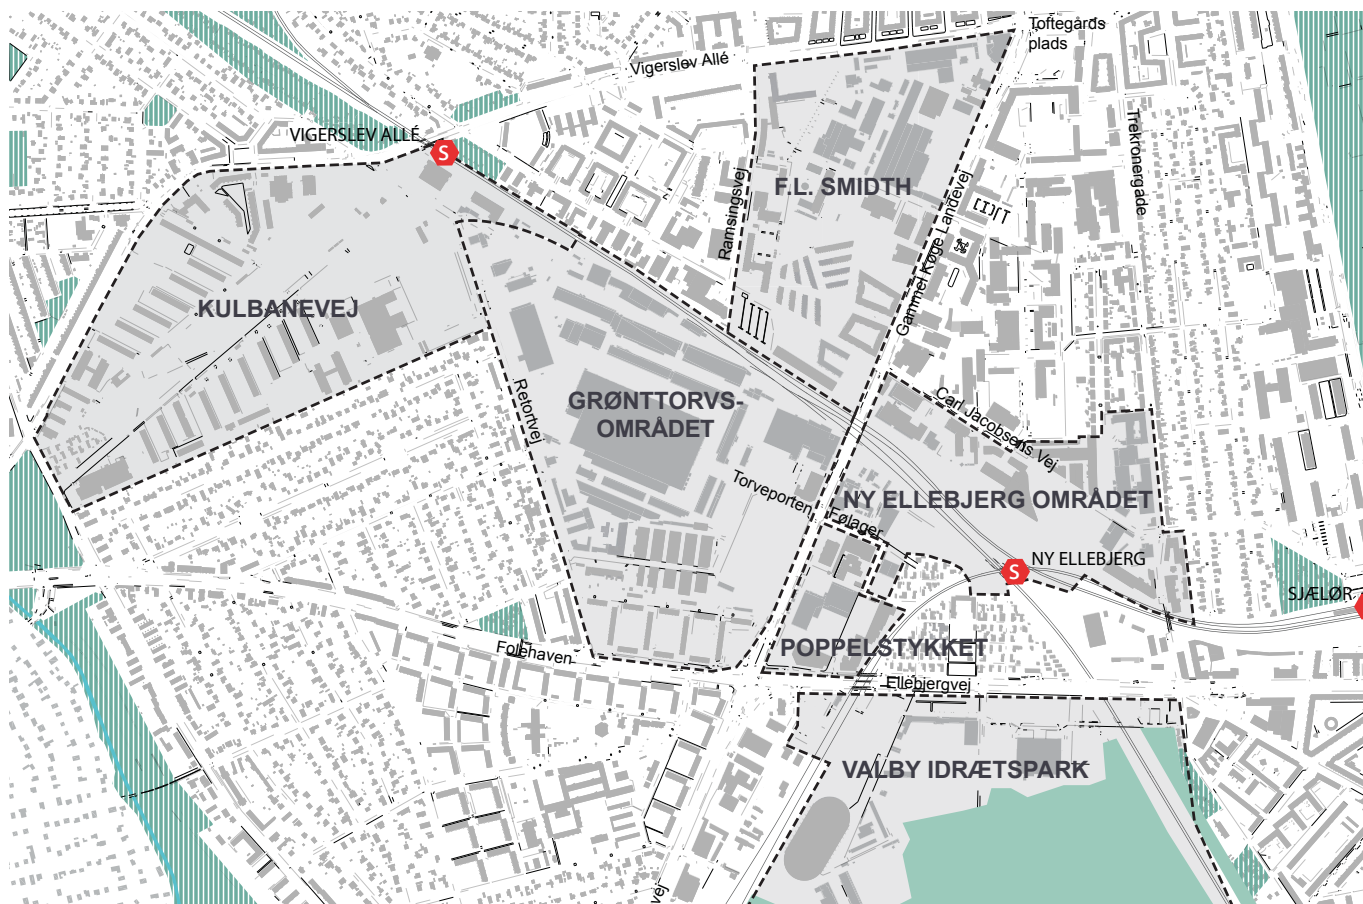 Toftegårds
plads
Vigerslev Allé
VIGERSLEV ALLÉ
S
Trekronergade
F.L. SMIDTH
Ramsingsvej
Gammel Køge Landevej
KULBANEVEJ
Retortvej
GRØNTTORVS-
OMRÅDET
Carl Jacobsens Vej
Torveporten
NY ELLEBJERG OMRÅDET
Følager
NY ELLEBJERG
S
SJÆLØR
POPPELSTYKKET
Folehaven
Ellebjergvej
VALBY IDRÆTSPARK
vej